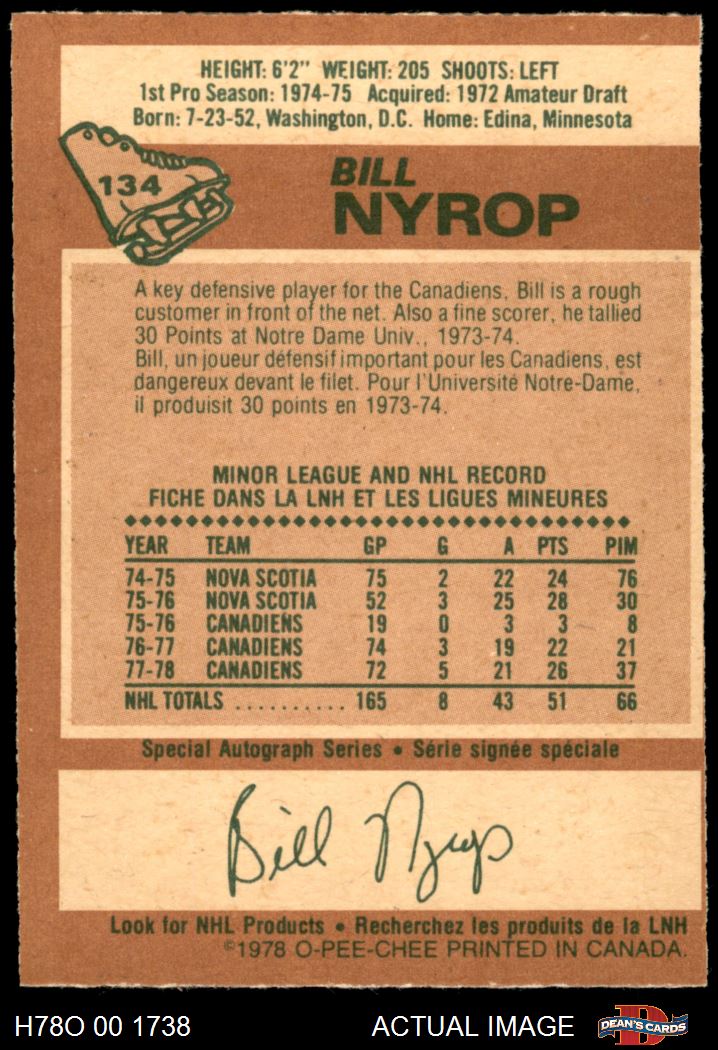 HEIGHT: 6'2" WEIGHT: 205 SHOOTS: LEFT
1st Pro Season: 1974-75 Acquired: 1972 Amateur Draft
Born: 7-23-52, Washington, D.C. Home: Edina, Minnesota
134
BILL
NYROP
A key defensive player for the Canadiens, Bill is a rough
customer in front of the net. Also a fine scorer, he tallied
30 Points at Notre Dame Univ., 1973-74.
Bill, un joueur défensif important pour les Canadiens, est
dangereux devant le filet. Pour l'Université Notre-Dame,
il produisit 30 points en 1973-74.
MINOR LEAGUE AND NHL RECORD
FICHE DANS LA LNH ET LES LIGUES MINEURES
YEAR TEAM GP G A PTS PIM
74-75 NOVA SCOTIA 75 2 22 24 76
75-76 NOVA SCOTIA 52 3 25 28 30
75-76 CANADIENS 19 0 3 3 8
76-77 CANADIENS 74 3 19 22 21
77-78 CANADIENS 72 5 21 26 37
NHL TOTALS .......... 165 8 43 51 66
Special Autograph Series • Série signée spéciale
Bill Nyrop
Look for NHL Products • Recherchez les produits de la LNH
©1978 O-PEE-CHEE PRINTED IN CANADA.
H78O 00 1738 ACTUAL IMAGE D DEAN'S CARDS